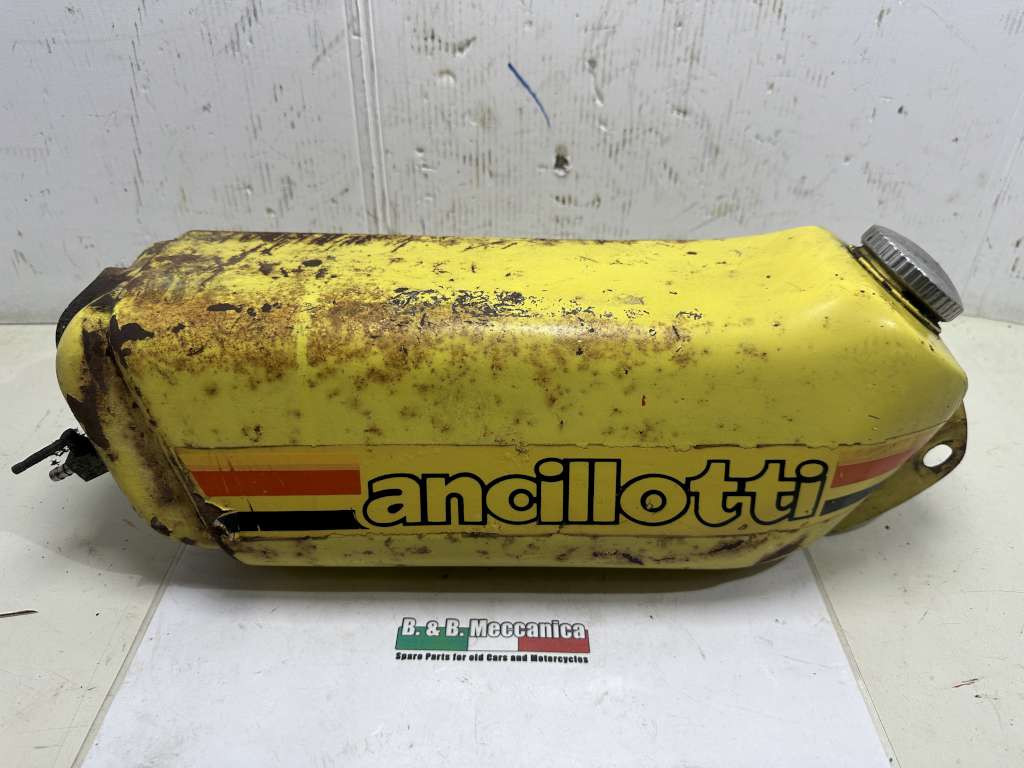 ancillotti
B. & B. Meccanica
Spare Parts for old Cars and Motorcycles